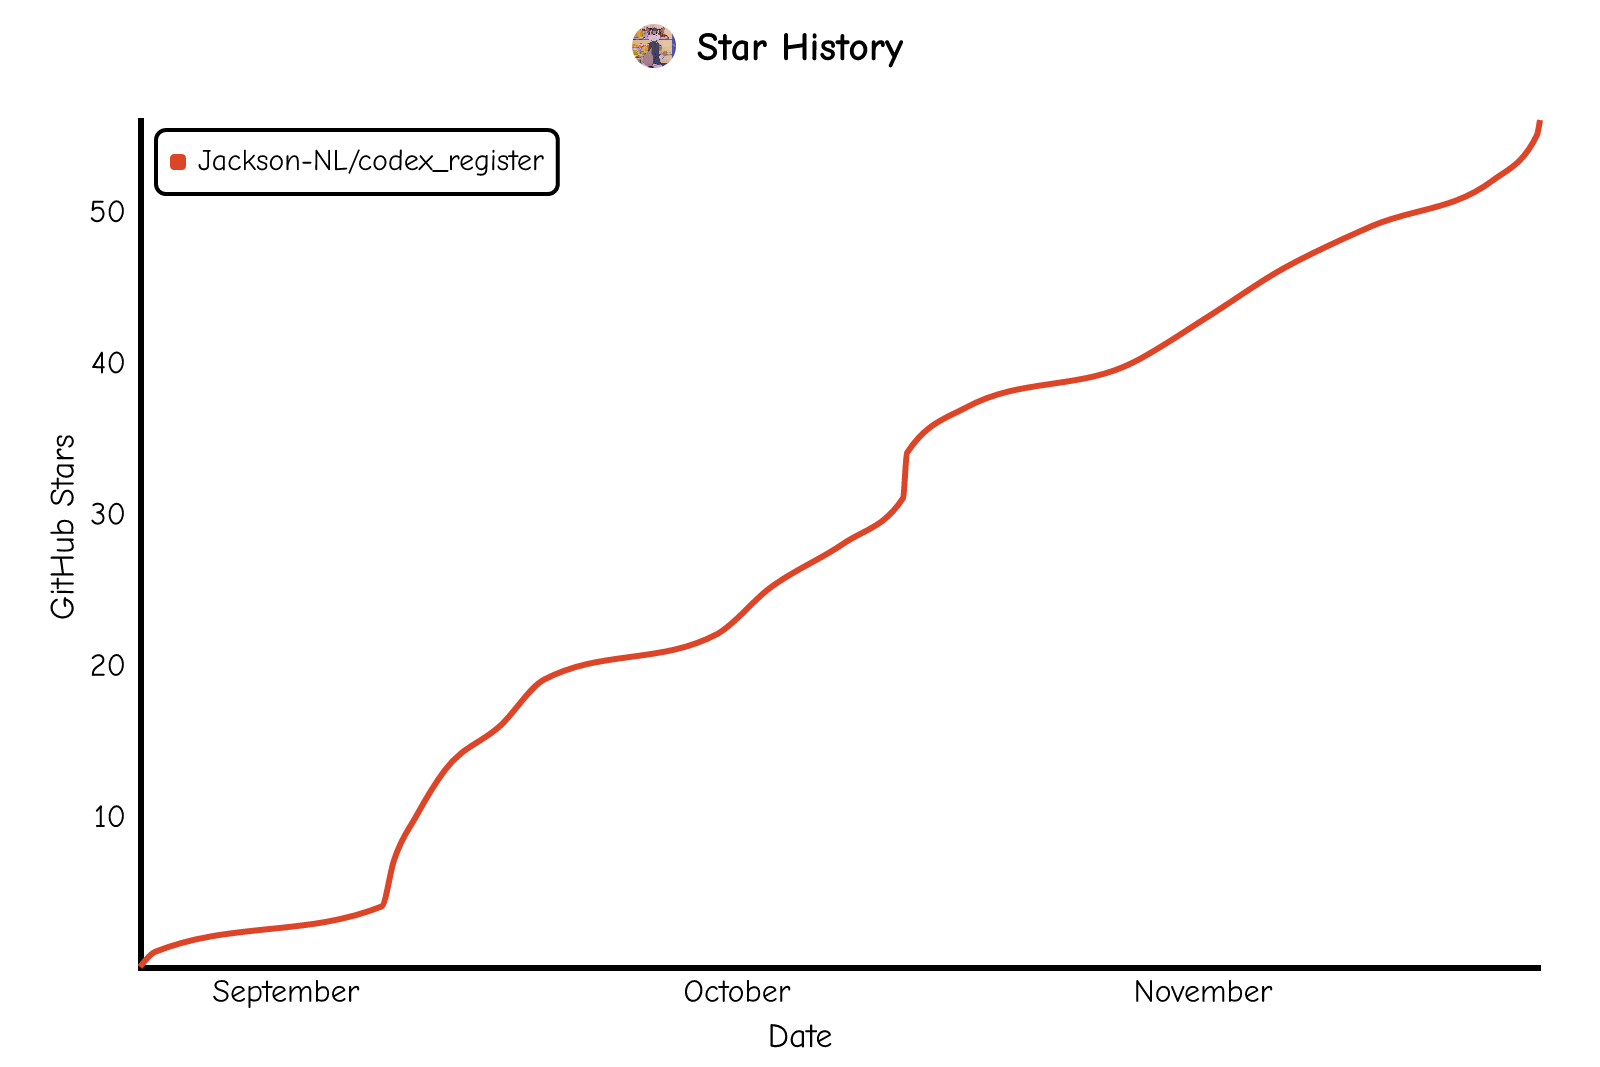 Star History
Jackson-NL/codex_register
50
40
30
20
10
GitHub Stars
September
October
November
Date